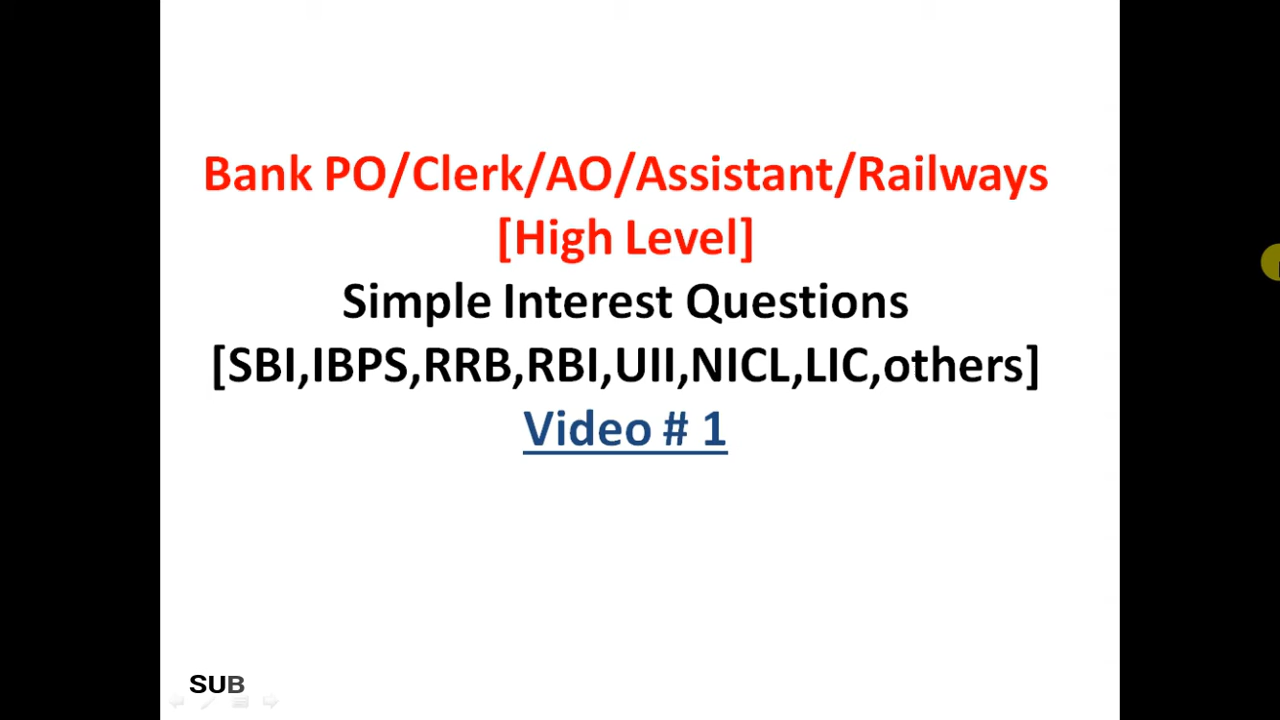 Bank PO/Clerk/AO/Assistant/Railways
[High Level]
Simple Interest Questions
[SBI,IBPS,RRB,RBI,UII,NICL,LIC,others]
Video # 1
SUB